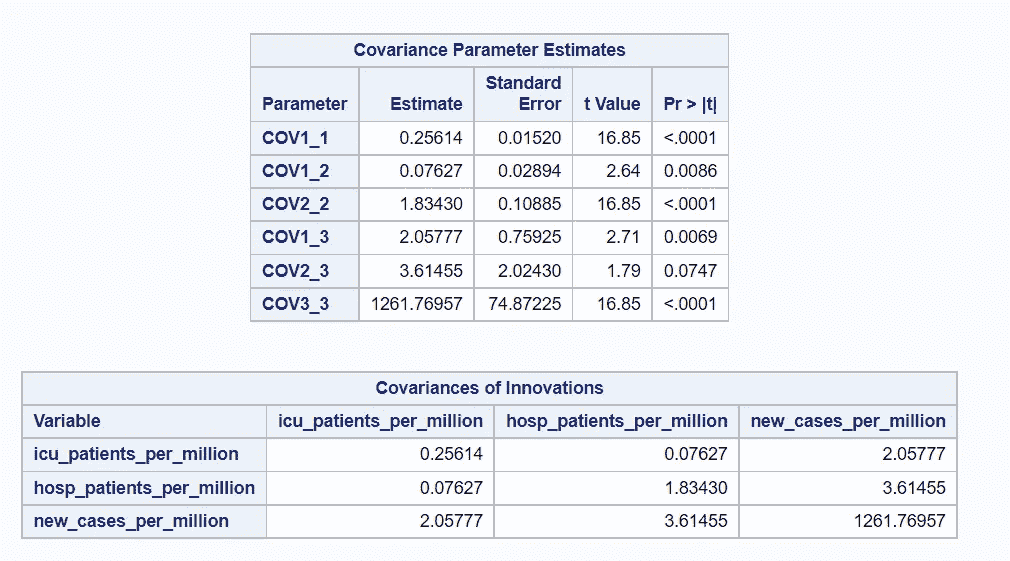 Covariance Parameter Estimates
Parameter Estimate Standard Error t Value Pr > |t|
COV1_1 0.25614 0.01520 16.85 <.0001
COV1_2 0.07627 0.02894 2.64 0.0086
COV2_2 1.83430 0.10885 16.85 <.0001
COV1_3 2.05777 0.75925 2.71 0.0069
COV2_3 3.61455 2.02430 1.79 0.0747
COV3_3 1261.76957 74.87225 16.85 <.0001
Covariances of Innovations
Variable icu_patients_per_million hosp_patients_per_million new_cases_per_million
icu_patients_per_million 0.25614 0.07627 2.05777
hosp_patients_per_million 0.07627 1.83430 3.61455
new_cases_per_million 2.05777 3.61455 1261.76957